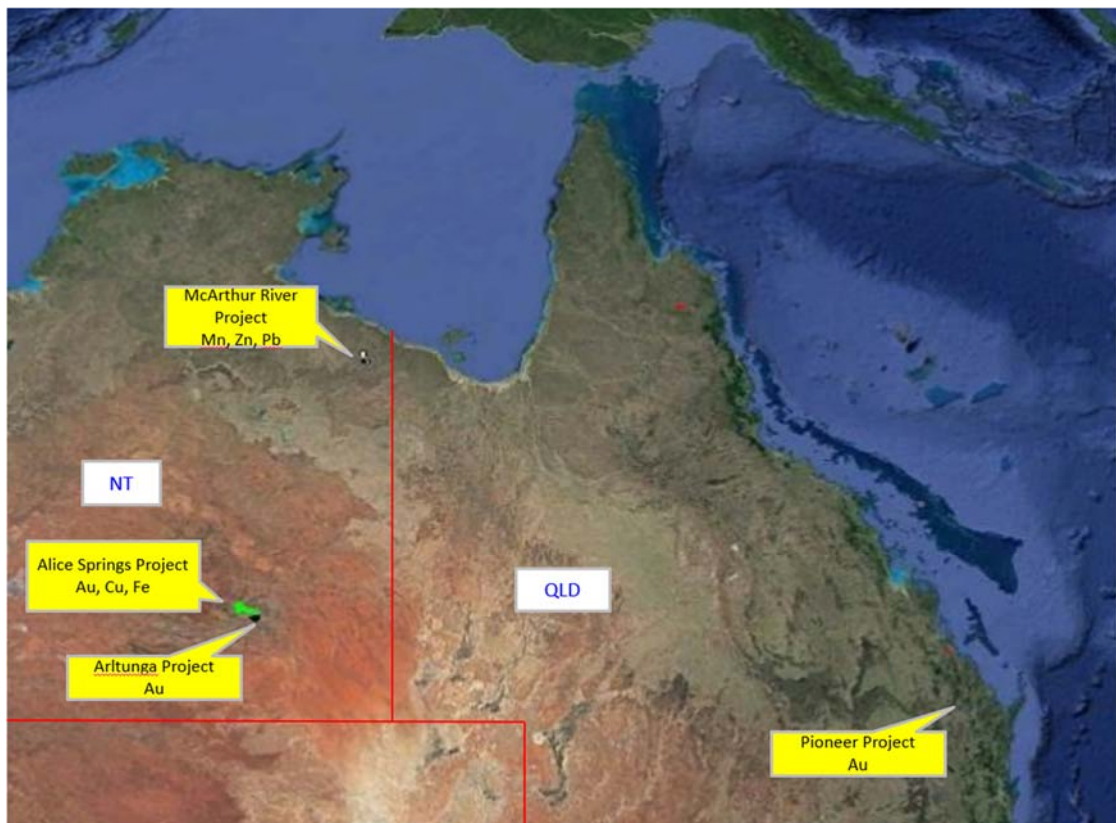 McArthur River
Project
Mn, Zn, Pb
NT
Alice Springs Project
Au, Cu, Fe
QLD
Arltunga Project
Au
Pioneer Project
Au